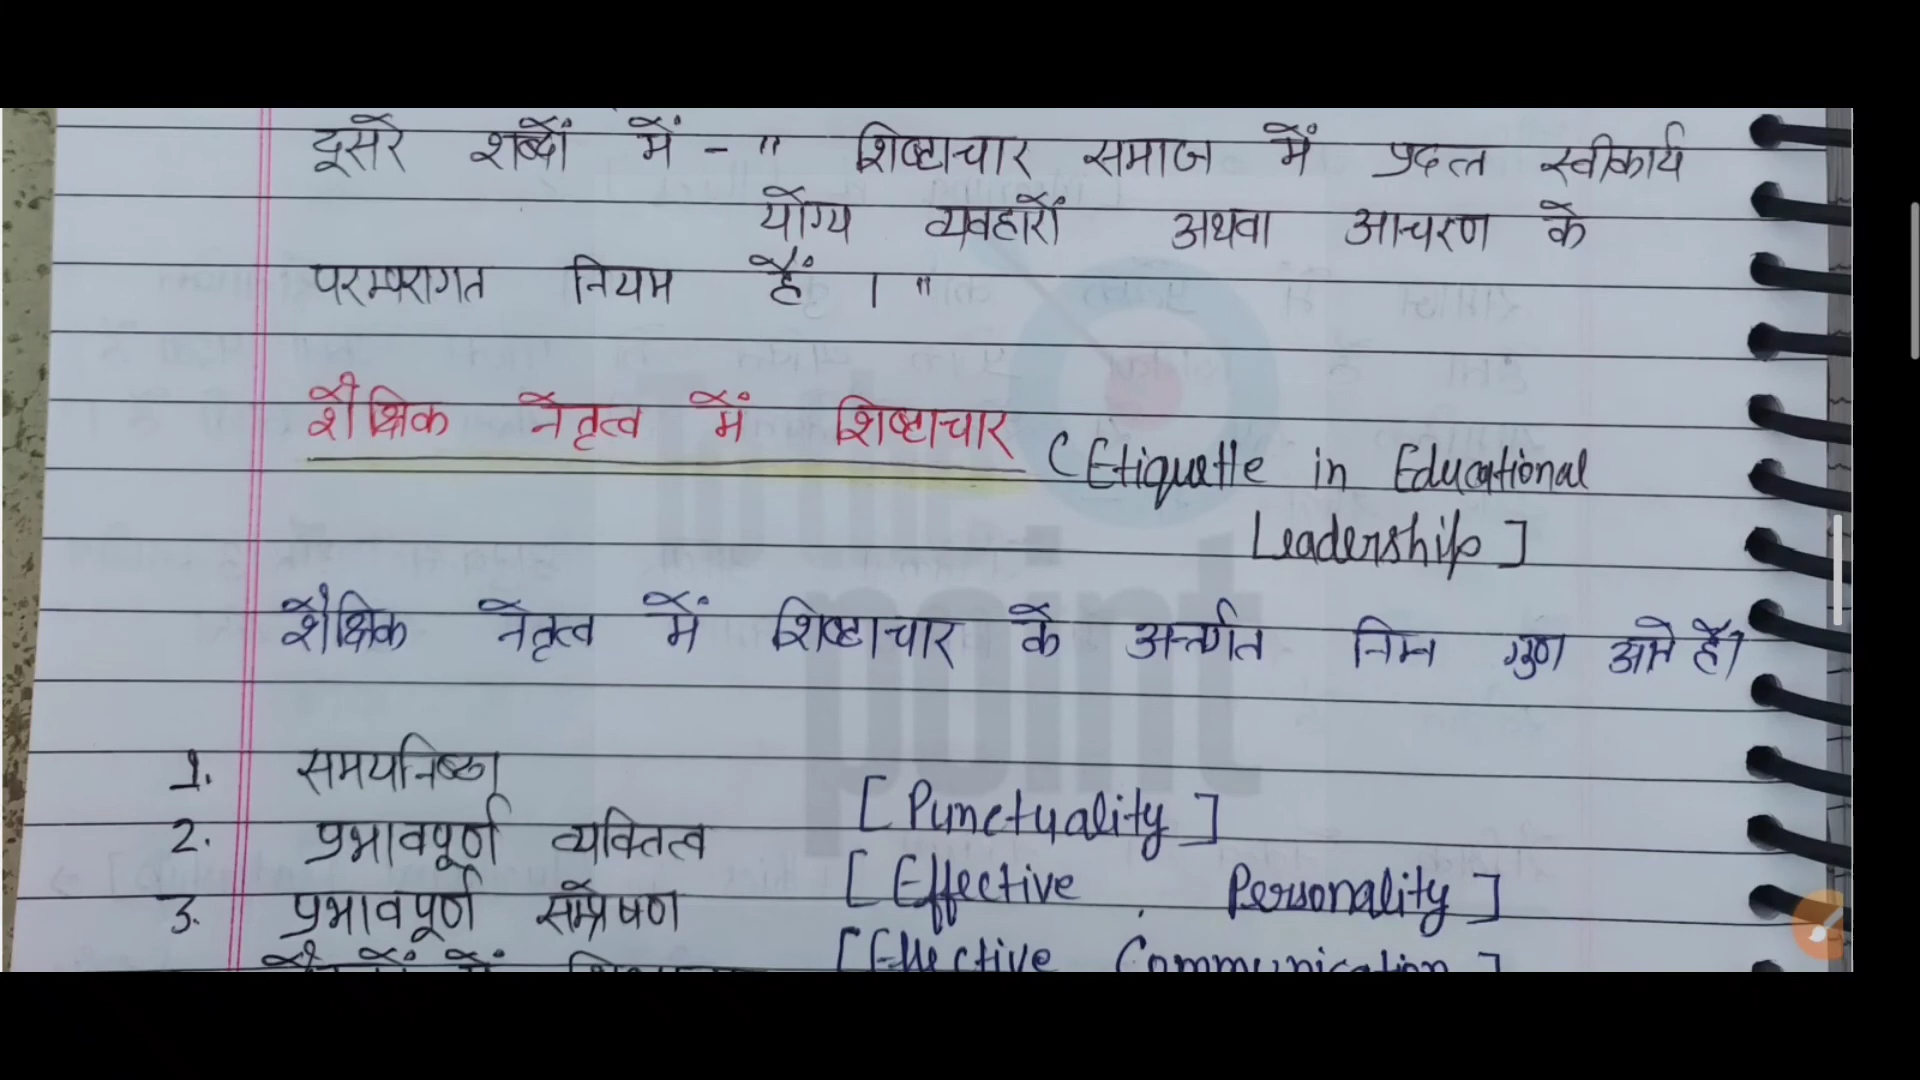 दूसरे शब्दों में - " शिष्टाचार समाज में प्रदत्त स्वीकार्य
योग्य व्यवहारों अथवा आचरण के
परम्परागत नियम हैं । "
शैक्षिक नेतृत्व में शिष्टाचार ( Etiquette in Educational
Leadership ]
शैक्षिक नेतृत्व में शिष्टाचार के अन्तर्गत निम्न गुण आते हैं।
1. समयनिष्ठा [ Punctuality ]
2. प्रभावपूर्ण व्यक्तित्व [ Effective Personality ]
3. प्रभावपूर्ण सम्प्रेषण [ Effective Communication ]
point